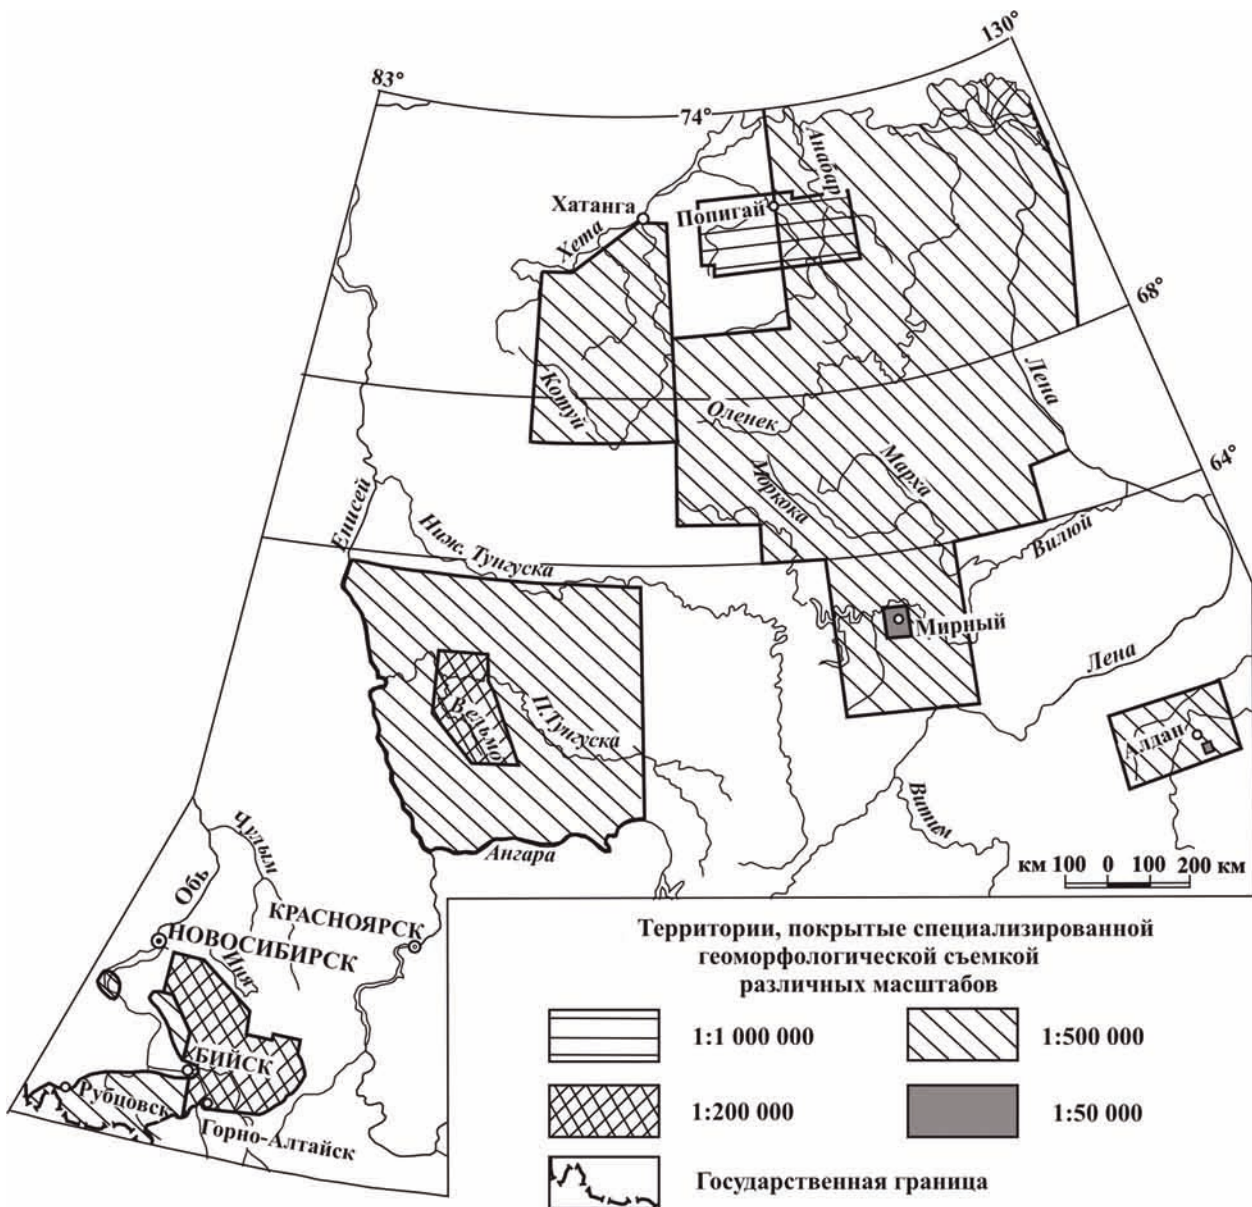 83°
74°
130°
Анабар
Хатанга
Попигай
Хета
68°
Котуй
Оленек
Лена
Марха
Моркока
64°
Енисей
Ниж. Тунгуска
Вилюй
Мирный
Лена
Вельмо
П.Тунгуска
Алдан
Витим
Чулым
Ангара
Обь
км 100 0 100 200 км
КРАСНОЯРСК
НОВОСИБИРСК
Иня
БИЙСК
Рубцовск
Горно-Алтайск
Территории, покрытые специализированной
геоморфологической съемкой
различных масштабов
1:1 000 000
1:500 000
1:200 000
1:50 000
Государственная граница